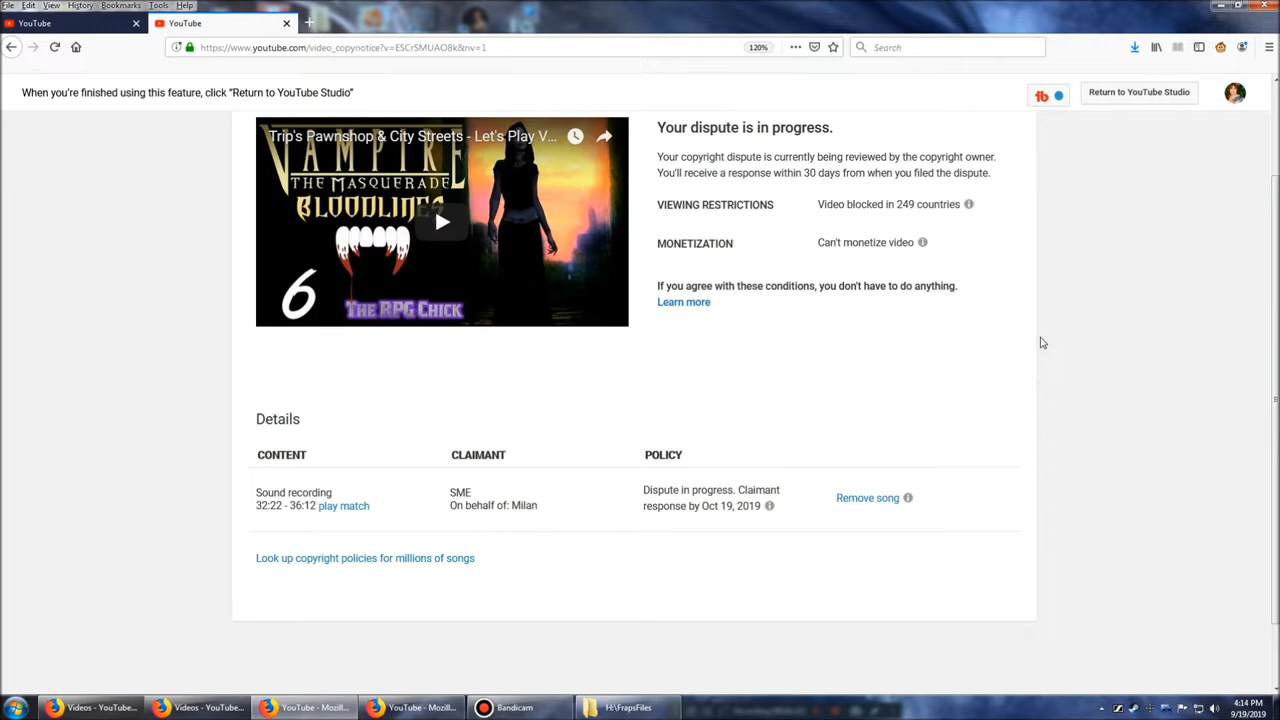 File Edit View History Bookmarks Tools Help
YouTube
YouTube
https://www.youtube.com/video_copynotice?v=ESCrSMUAO8k&nv=1
120%
Search
When you're finished using this feature, click "Return to YouTube Studio"
Return to YouTube Studio
Trip's Pawnshop & City Streets - Let's Play V...
VAMPIRE
THE MASQUERADE
BLOODLINES
6
THE RPG CHICK
Your dispute is in progress.
Your copyright dispute is currently being reviewed by the copyright owner.
You'll receive a response within 30 days from when you filed the dispute.
VIEWING RESTRICTIONS Video blocked in 249 countries
MONETIZATION Can't monetize video
If you agree with these conditions, you don't have to do anything.
Learn more
Details
CONTENT CLAIMANT POLICY
Sound recording
32:22 - 36:12 play match
SME
On behalf of: Milan
Dispute in progress. Claimant
response by Oct 19, 2019
Remove song
Look up copyright policies for millions of songs
Videos - YouTube...
Videos - YouTube...
YouTube - Mozill...
YouTube - Mozill...
Bandicam
H:\FrapsFiles
4:14 PM
9/19/2019